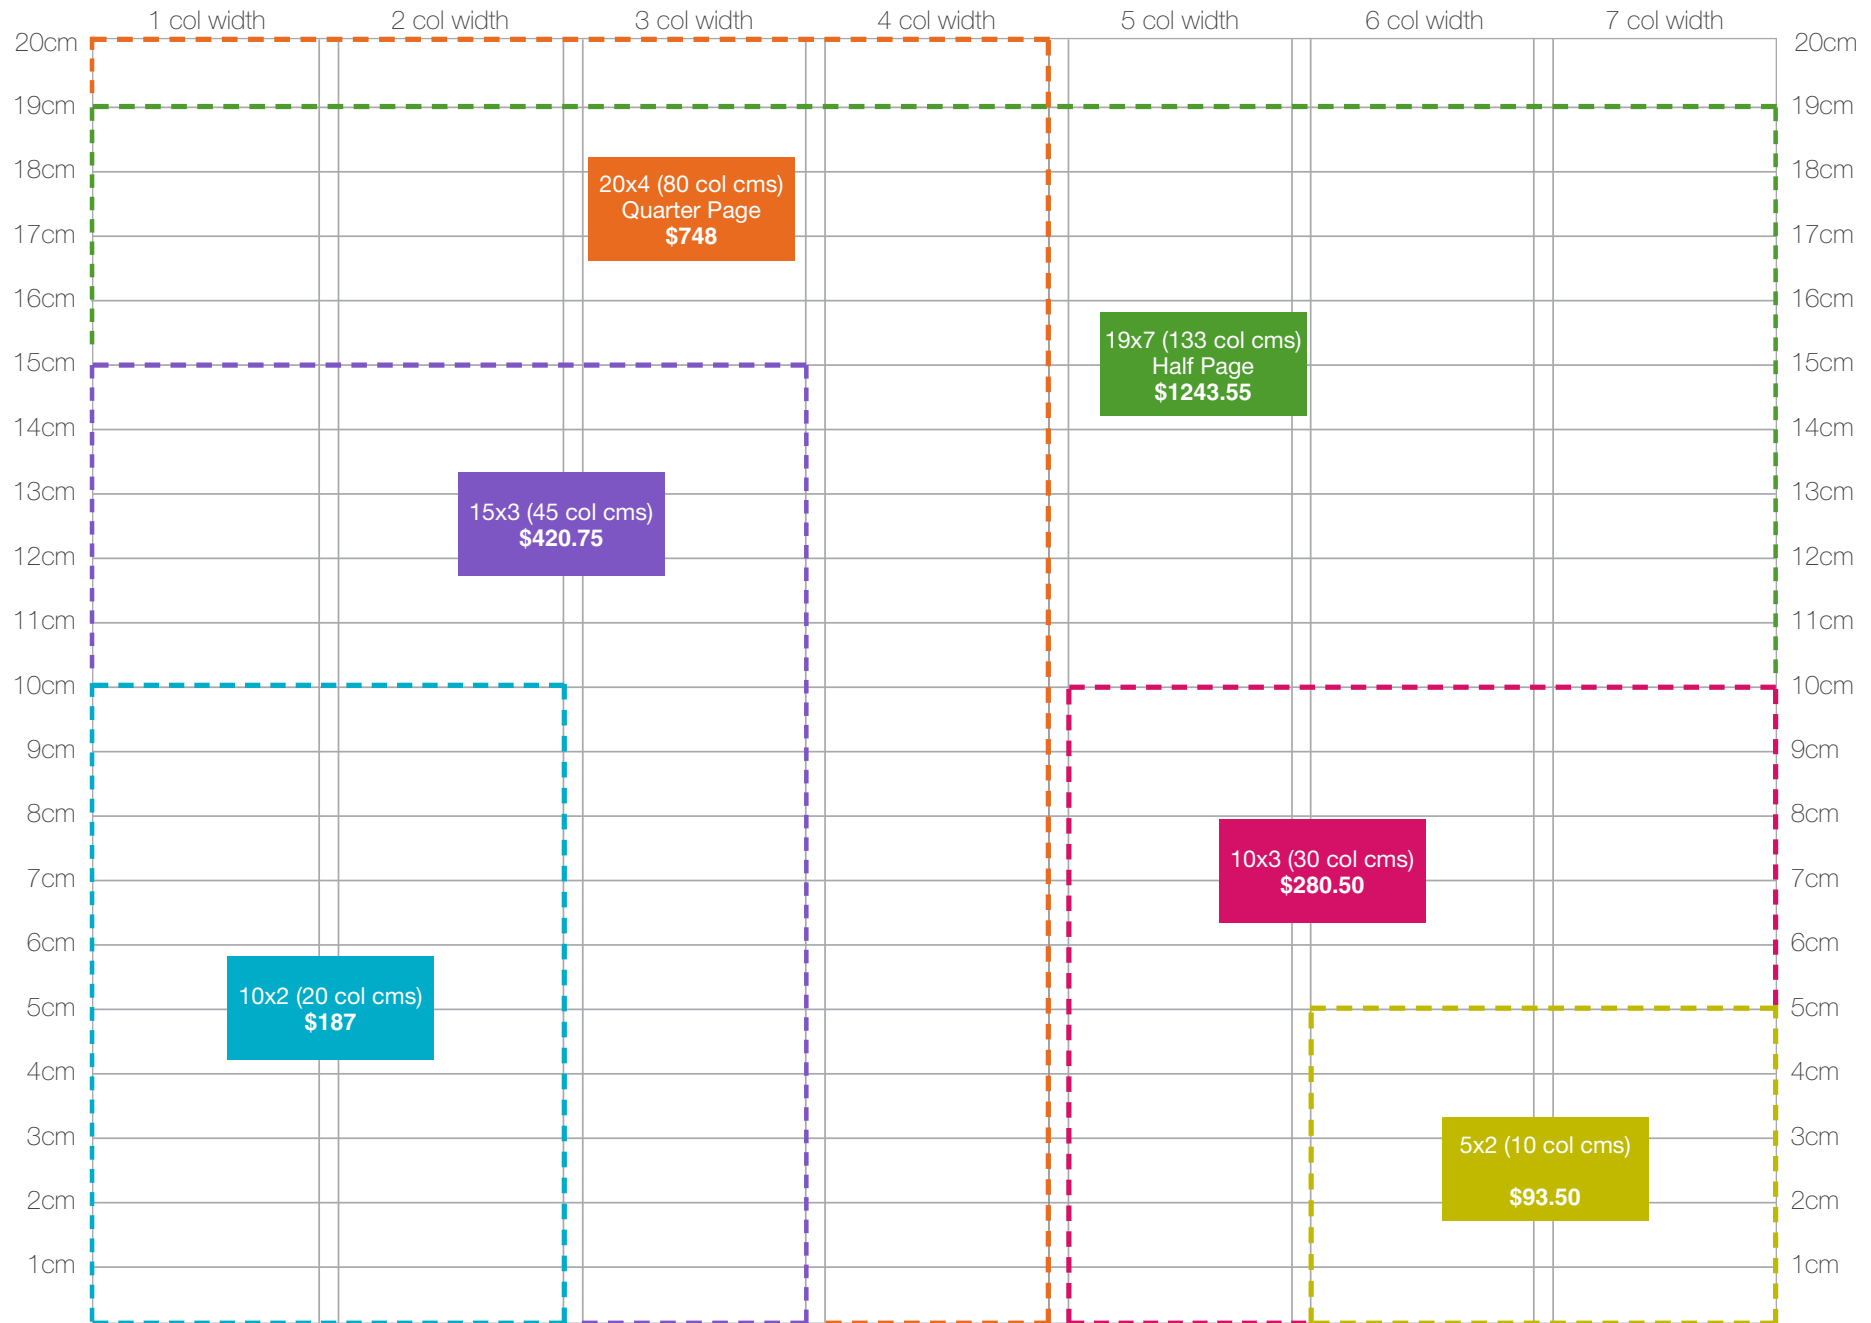 1 col width 2 col width 3 col width 4 col width 5 col width 6 col width 7 col width
20cm 20cm
19cm 19cm
18cm 18cm
20x4 (80 col cms)
Quarter Page
$748
17cm 17cm
16cm 16cm
19x7 (133 col cms)
Half Page
$1243.55
15cm 15cm
14cm 14cm
13cm 13cm
15x3 (45 col cms)
$420.75
12cm 12cm
11cm 11cm
10cm 10cm
9cm 9cm
8cm 8cm
10x3 (30 col cms)
$280.50
7cm 7cm
6cm 6cm
10x2 (20 col cms)
$187
5cm 5cm
4cm 4cm
3cm 3cm
5x2 (10 col cms)
$93.50
2cm 2cm
1cm 1cm